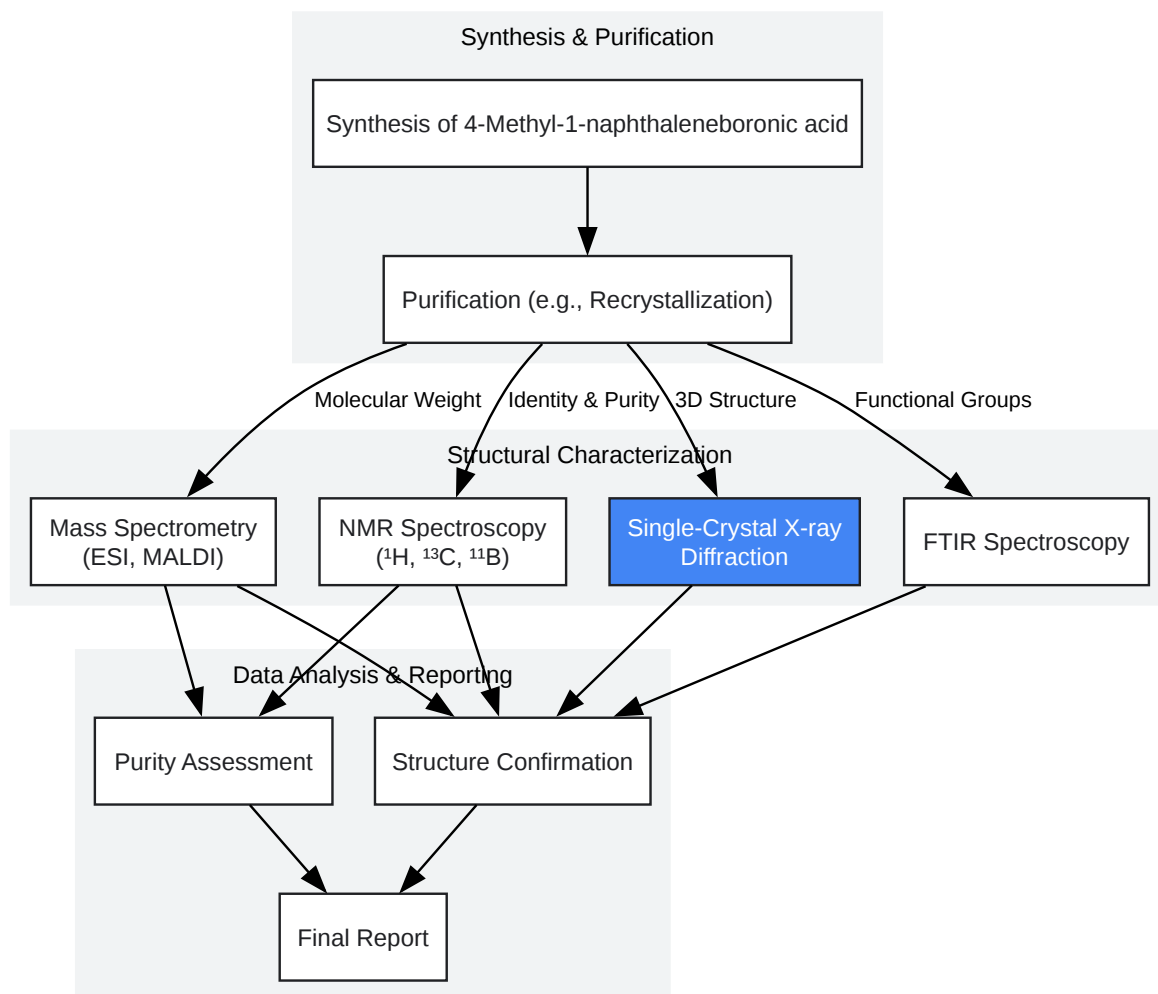 Synthesis & Purification
Synthesis of 4-Methyl-1-naphthaleneboronic acid
Purification (e.g., Recrystallization)
Molecular Weight
Identity & Purity
3D Structure
Functional Groups
Structural Characterization
Mass Spectrometry
(ESI, MALDI)
NMR Spectroscopy
(¹H, ¹³C, ¹¹B)
Single-Crystal X-ray
Diffraction
FTIR Spectroscopy
Data Analysis & Reporting
Purity Assessment
Structure Confirmation
Final Report